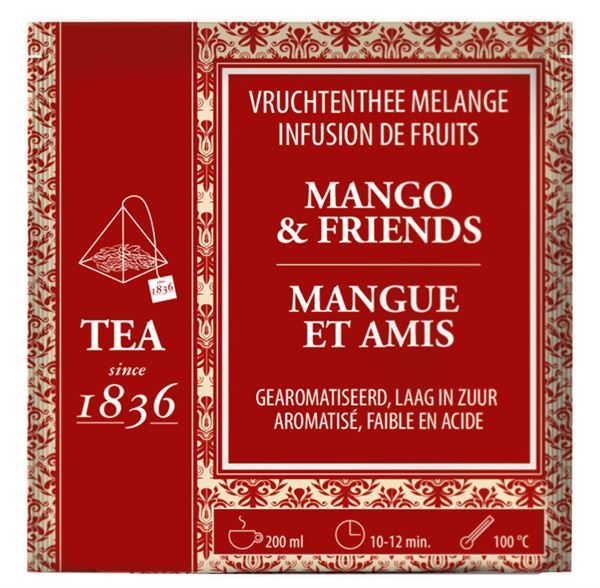 VRUCHTENTHEE MELANGE
INFUSION DE FRUITS
MANGO
& FRIENDS
MANGUE
ET AMIS
GEAROMATISEERD, LAAG IN ZUUR
AROMATISÉ, FAIBLE EN ACIDE
since
1836
TEA
since
1836
200 ml
10-12 min.
100 °C